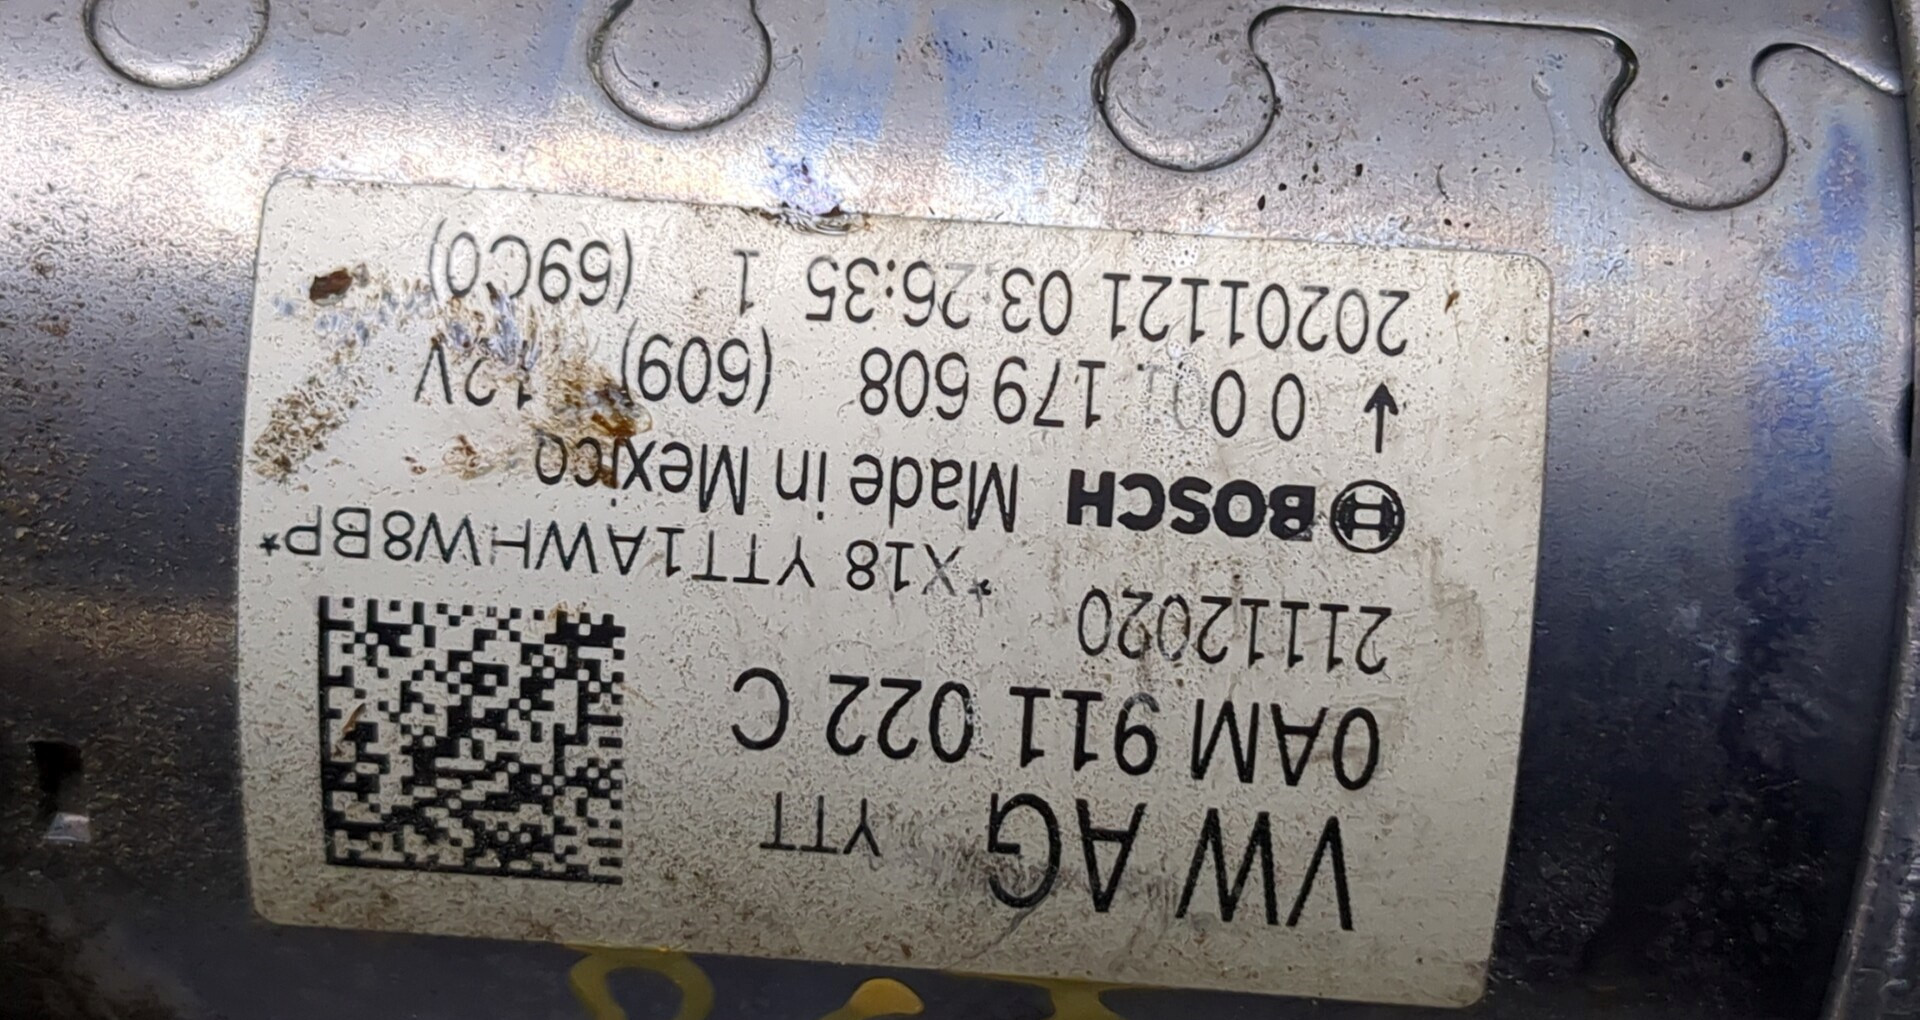 VW AG YTT
0AM 911 022 C
21112020
*X18 YTT1AWHW8BP*
BOSCH Made in Mexico
↑ 0 001 179 608 (609) 12V
20201121 03:26:35 1 (69C0)